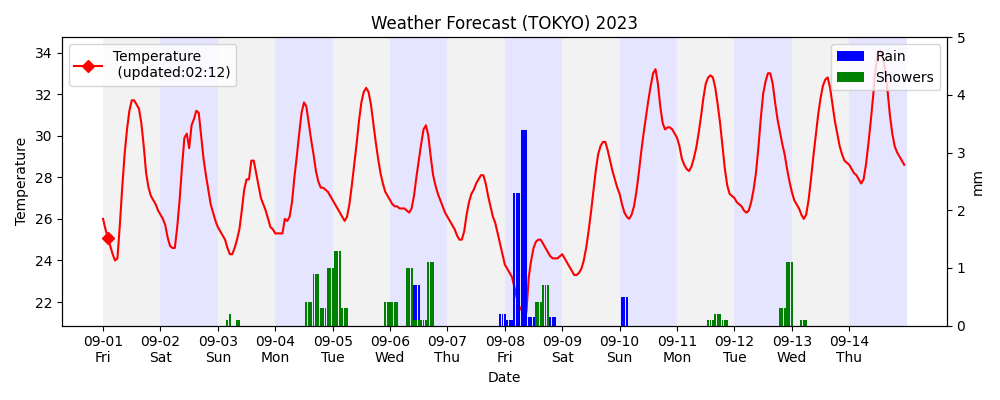 Weather Forecast (TOKYO) 2023
Temperature
(updated:02:12)
Rain
Showers
Temperature
34
32
30
28
26
24
22
5
4
3
2
1
0
mm
09-01 09-02 09-03 09-04 09-05 09-06 09-07 09-08 09-09 09-10 09-11 09-12 09-13 09-14
Fri Sat Sun Mon Tue Wed Thu Fri Sat Sun Mon Tue Wed Thu
Date